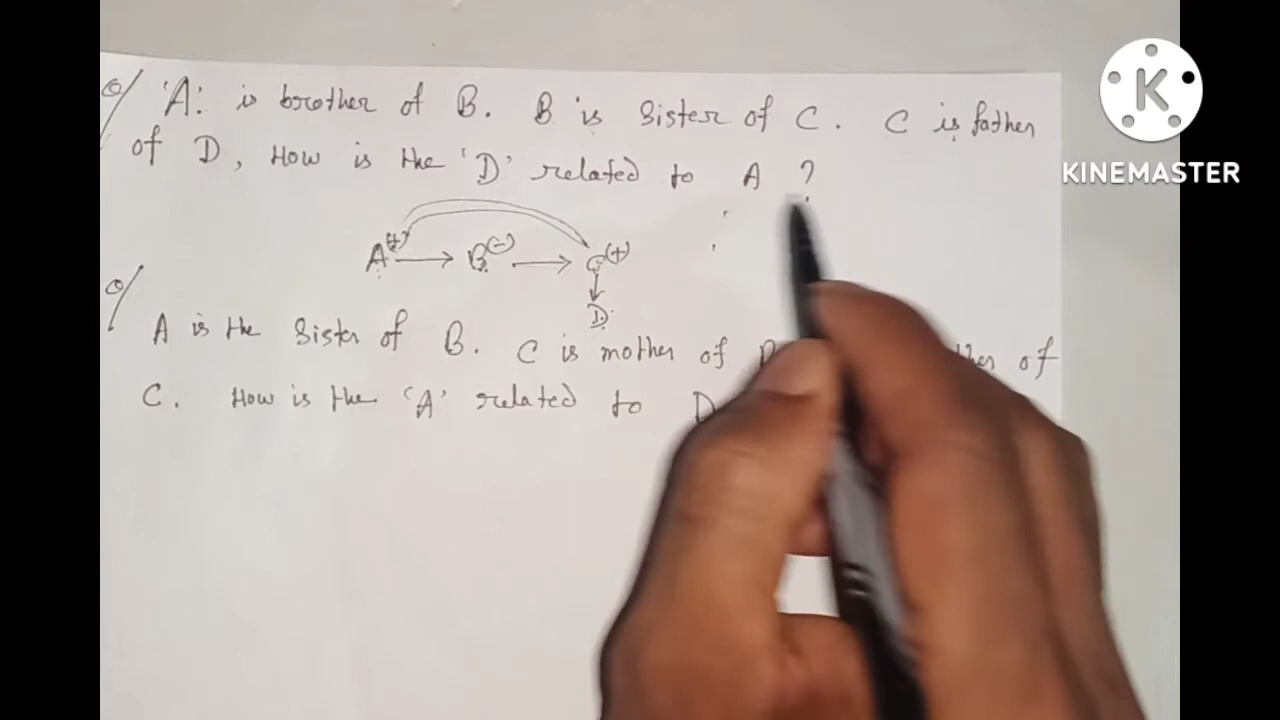 Q/ 'A' is brother of B. B is Sister of C. C is father
of D, How is the 'D' related to A ?
A(+) → B(-) → C(+)
↓
D
Q/
A is the Sister of B. C is mother of of
C. How is the 'A' related to D
K
KINEMASTER